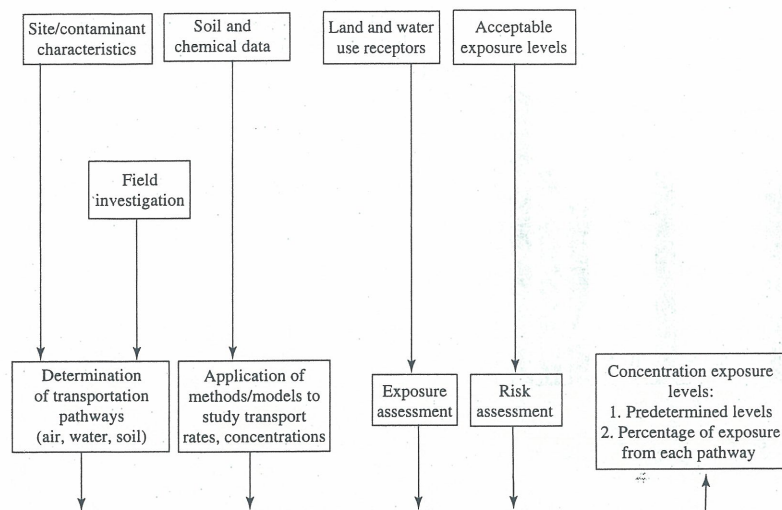 Site/contaminant
characteristics
Soil and
chemical data
Land and water
use receptors
Acceptable
exposure levels
Field
investigation
Determination
of transportation
pathways
(air, water, soil)
Application of
methods/models to
study transport
rates, concentrations
Exposure
assessment
Risk
assessment
Concentration exposure
levels:
1. Predetermined levels
2. Percentage of exposure
from each pathway